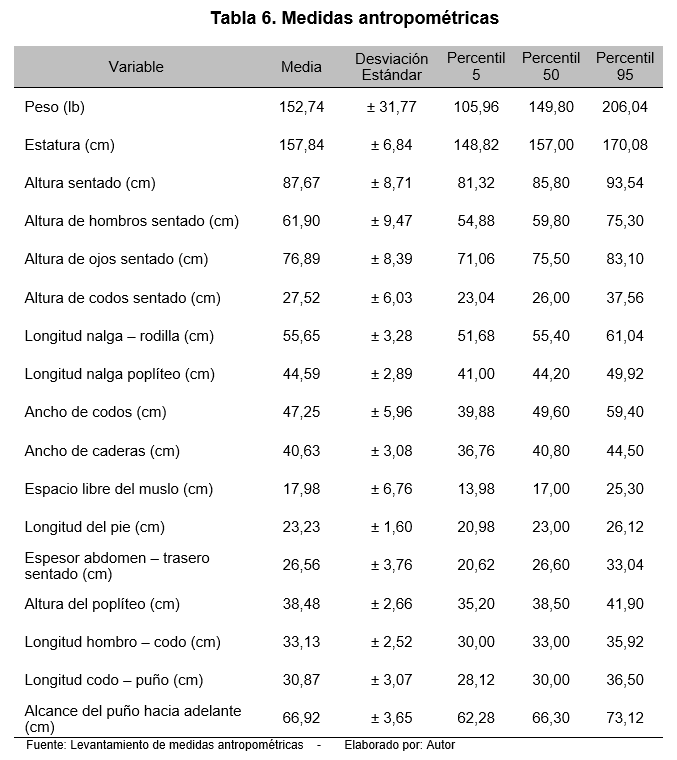 Tabla 6. Medidas antropométricas
Variable Media Desviación Estándar Percentil 5 Percentil 50 Percentil 95
Peso (lb) 152,74 ± 31,77 105,96 149,80 206,04
Estatura (cm) 157,84 ± 6,84 148,82 157,00 170,08
Altura sentado (cm) 87,67 ± 8,71 81,32 85,80 93,54
Altura de hombros sentado (cm) 61,90 ± 9,47 54,88 59,80 75,30
Altura de ojos sentado (cm) 76,89 ± 8,39 71,06 75,50 83,10
Altura de codos sentado (cm) 27,52 ± 6,03 23,04 26,00 37,56
Longitud nalga – rodilla (cm) 55,65 ± 3,28 51,68 55,40 61,04
Longitud nalga poplíteo (cm) 44,59 ± 2,89 41,00 44,20 49,92
Ancho de codos (cm) 47,25 ± 5,96 39,88 49,60 59,40
Ancho de caderas (cm) 40,63 ± 3,08 36,76 40,80 44,50
Espacio libre del muslo (cm) 17,98 ± 6,76 13,98 17,00 25,30
Longitud del pie (cm) 23,23 ± 1,60 20,98 23,00 26,12
Espesor abdomen – trasero sentado (cm) 26,56 ± 3,76 20,62 26,60 33,04
Altura del poplíteo (cm) 38,48 ± 2,66 35,20 38,50 41,90
Longitud hombro – codo (cm) 33,13 ± 2,52 30,00 33,00 35,92
Longitud codo – puño (cm) 30,87 ± 3,07 28,12 30,00 36,50
Alcance del puño hacia adelante (cm) 66,92 ± 3,65 62,28 66,30 73,12
Fuente: Levantamiento de medidas antropométricas - Elaborado por: Autor